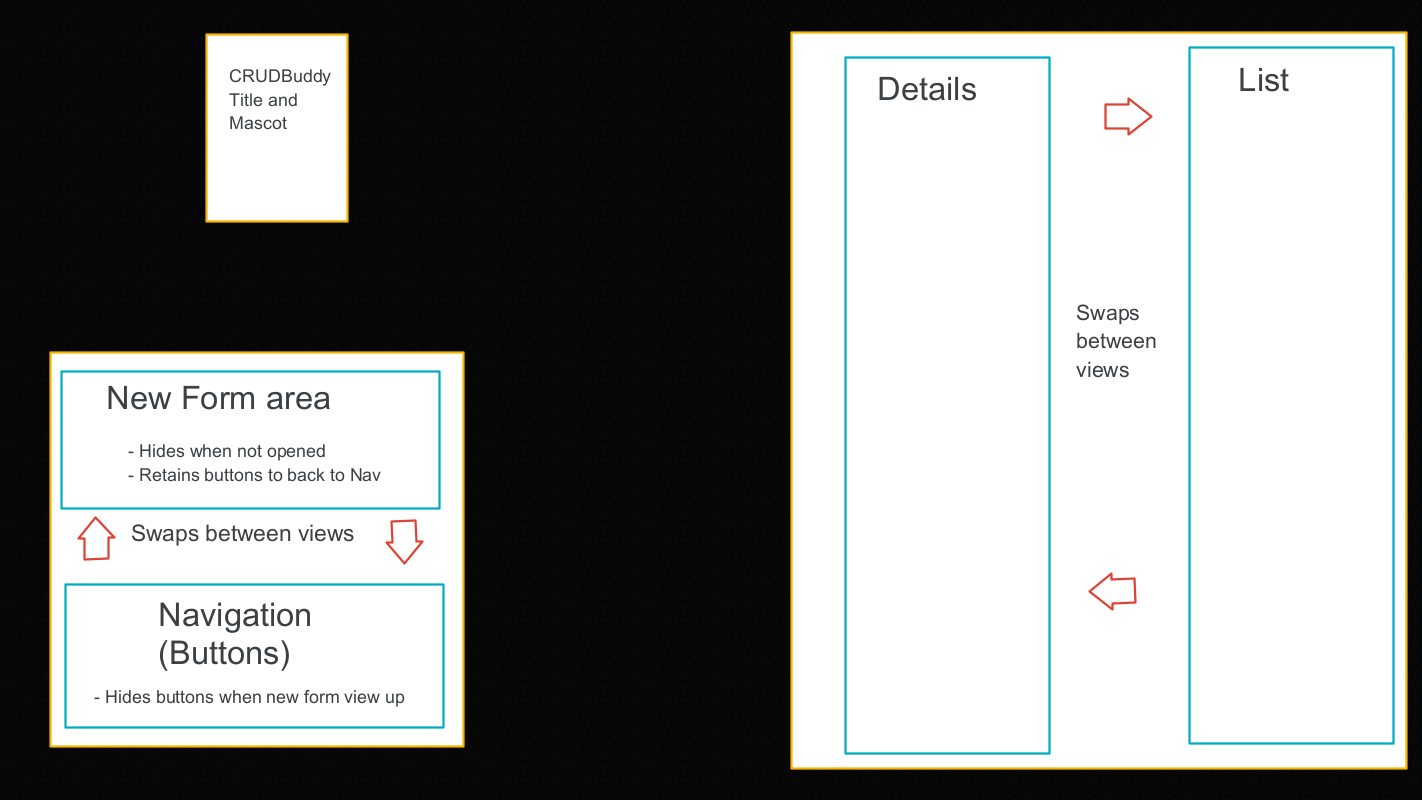 CRUDBuddy
Title and
Mascot
New Form area
- Hides when not opened
- Retains buttons to back to Nav
Swaps between views
Navigation
(Buttons)
- Hides buttons when new form view up
Details
List
Swaps
between
views